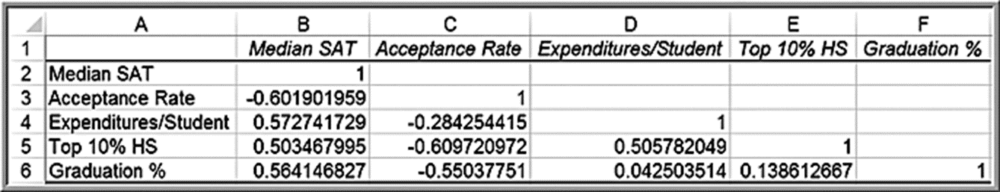 A B C D E F
1 Median SAT Acceptance Rate Expenditures/Student Top 10% HS Graduation %
2 Median SAT 1
3 Acceptance Rate -0.601901959 1
4 Expenditures/Student 0.572741729 -0.284254415 1
5 Top 10% HS 0.503467995 -0.609720972 0.505782049 1
6 Graduation % 0.564146827 -0.55037751 0.042503514 0.138612667 1